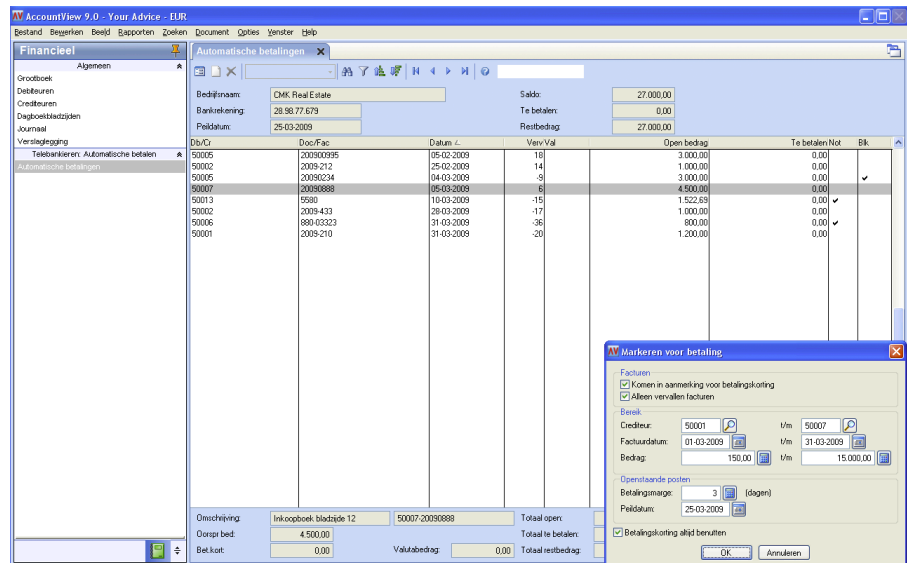 AccountView 9.0 - Your Advice - EUR
Bestand Bewerken Beeld Rapporten Zoeken Document Opties Venster Help
Financieel
Algemeen
Grootboek
Debiteuren
Crediteuren
Dagboekbladzijden
Journaal
Verslaglegging
Telebankieren: Automatische betalen
Automatische betalingen
Automatische betalingen X
Bedrijfsnaam: CMK Real Estate Saldo: 27.000,00
Bankrekening: 28.98.77.679 Te betalen: 0,00
Peildatum: 25-03-2009 Restbedrag: 27.000,00
Db/Cr Doc/Fac Datum Verv Val Open bedrag Te betalen Not Blk
50005 200900995 05-02-2009 18 3.000,00 0,00
50002 2009-212 25-02-2009 14 1.000,00 0,00
50005 20090234 04-03-2009 -9 3.000,00 0,00
50007 20090888 05-03-2009 6 4.500,00 0,00
50013 5580 10-03-2009 -15 1.522,69 0,00
50002 2009-433 28-03-2009 -17 1.000,00 0,00
50006 880-03323 31-03-2009 -36 800,00 0,00
50001 2009-210 31-03-2009 -20 1.200,00 0,00
Omschrijving: Inkoopboek bladzijde 12 50007-20090888 Totaal open:
Oorspr bed: 4.500,00 Totaal te betalen:
Bet.kort: 0,00 Valutabedrag: 0,00 Totaal restbedrag:
Markeren voor betaling
Facturen
Komen in aanmerking voor betalingskorting
Alleen vervallen facturen
Bereik
Crediteur: 50001 t/m 50007
Factuurdatum: 01-03-2009 t/m 31-03-2009
Bedrag: 150,00 t/m 15.000,00
Openstaande posten
Betalingsmarge: 3 (dagen)
Peildatum: 25-03-2009
Betalingskorting altijd benutten
OK Annuleren